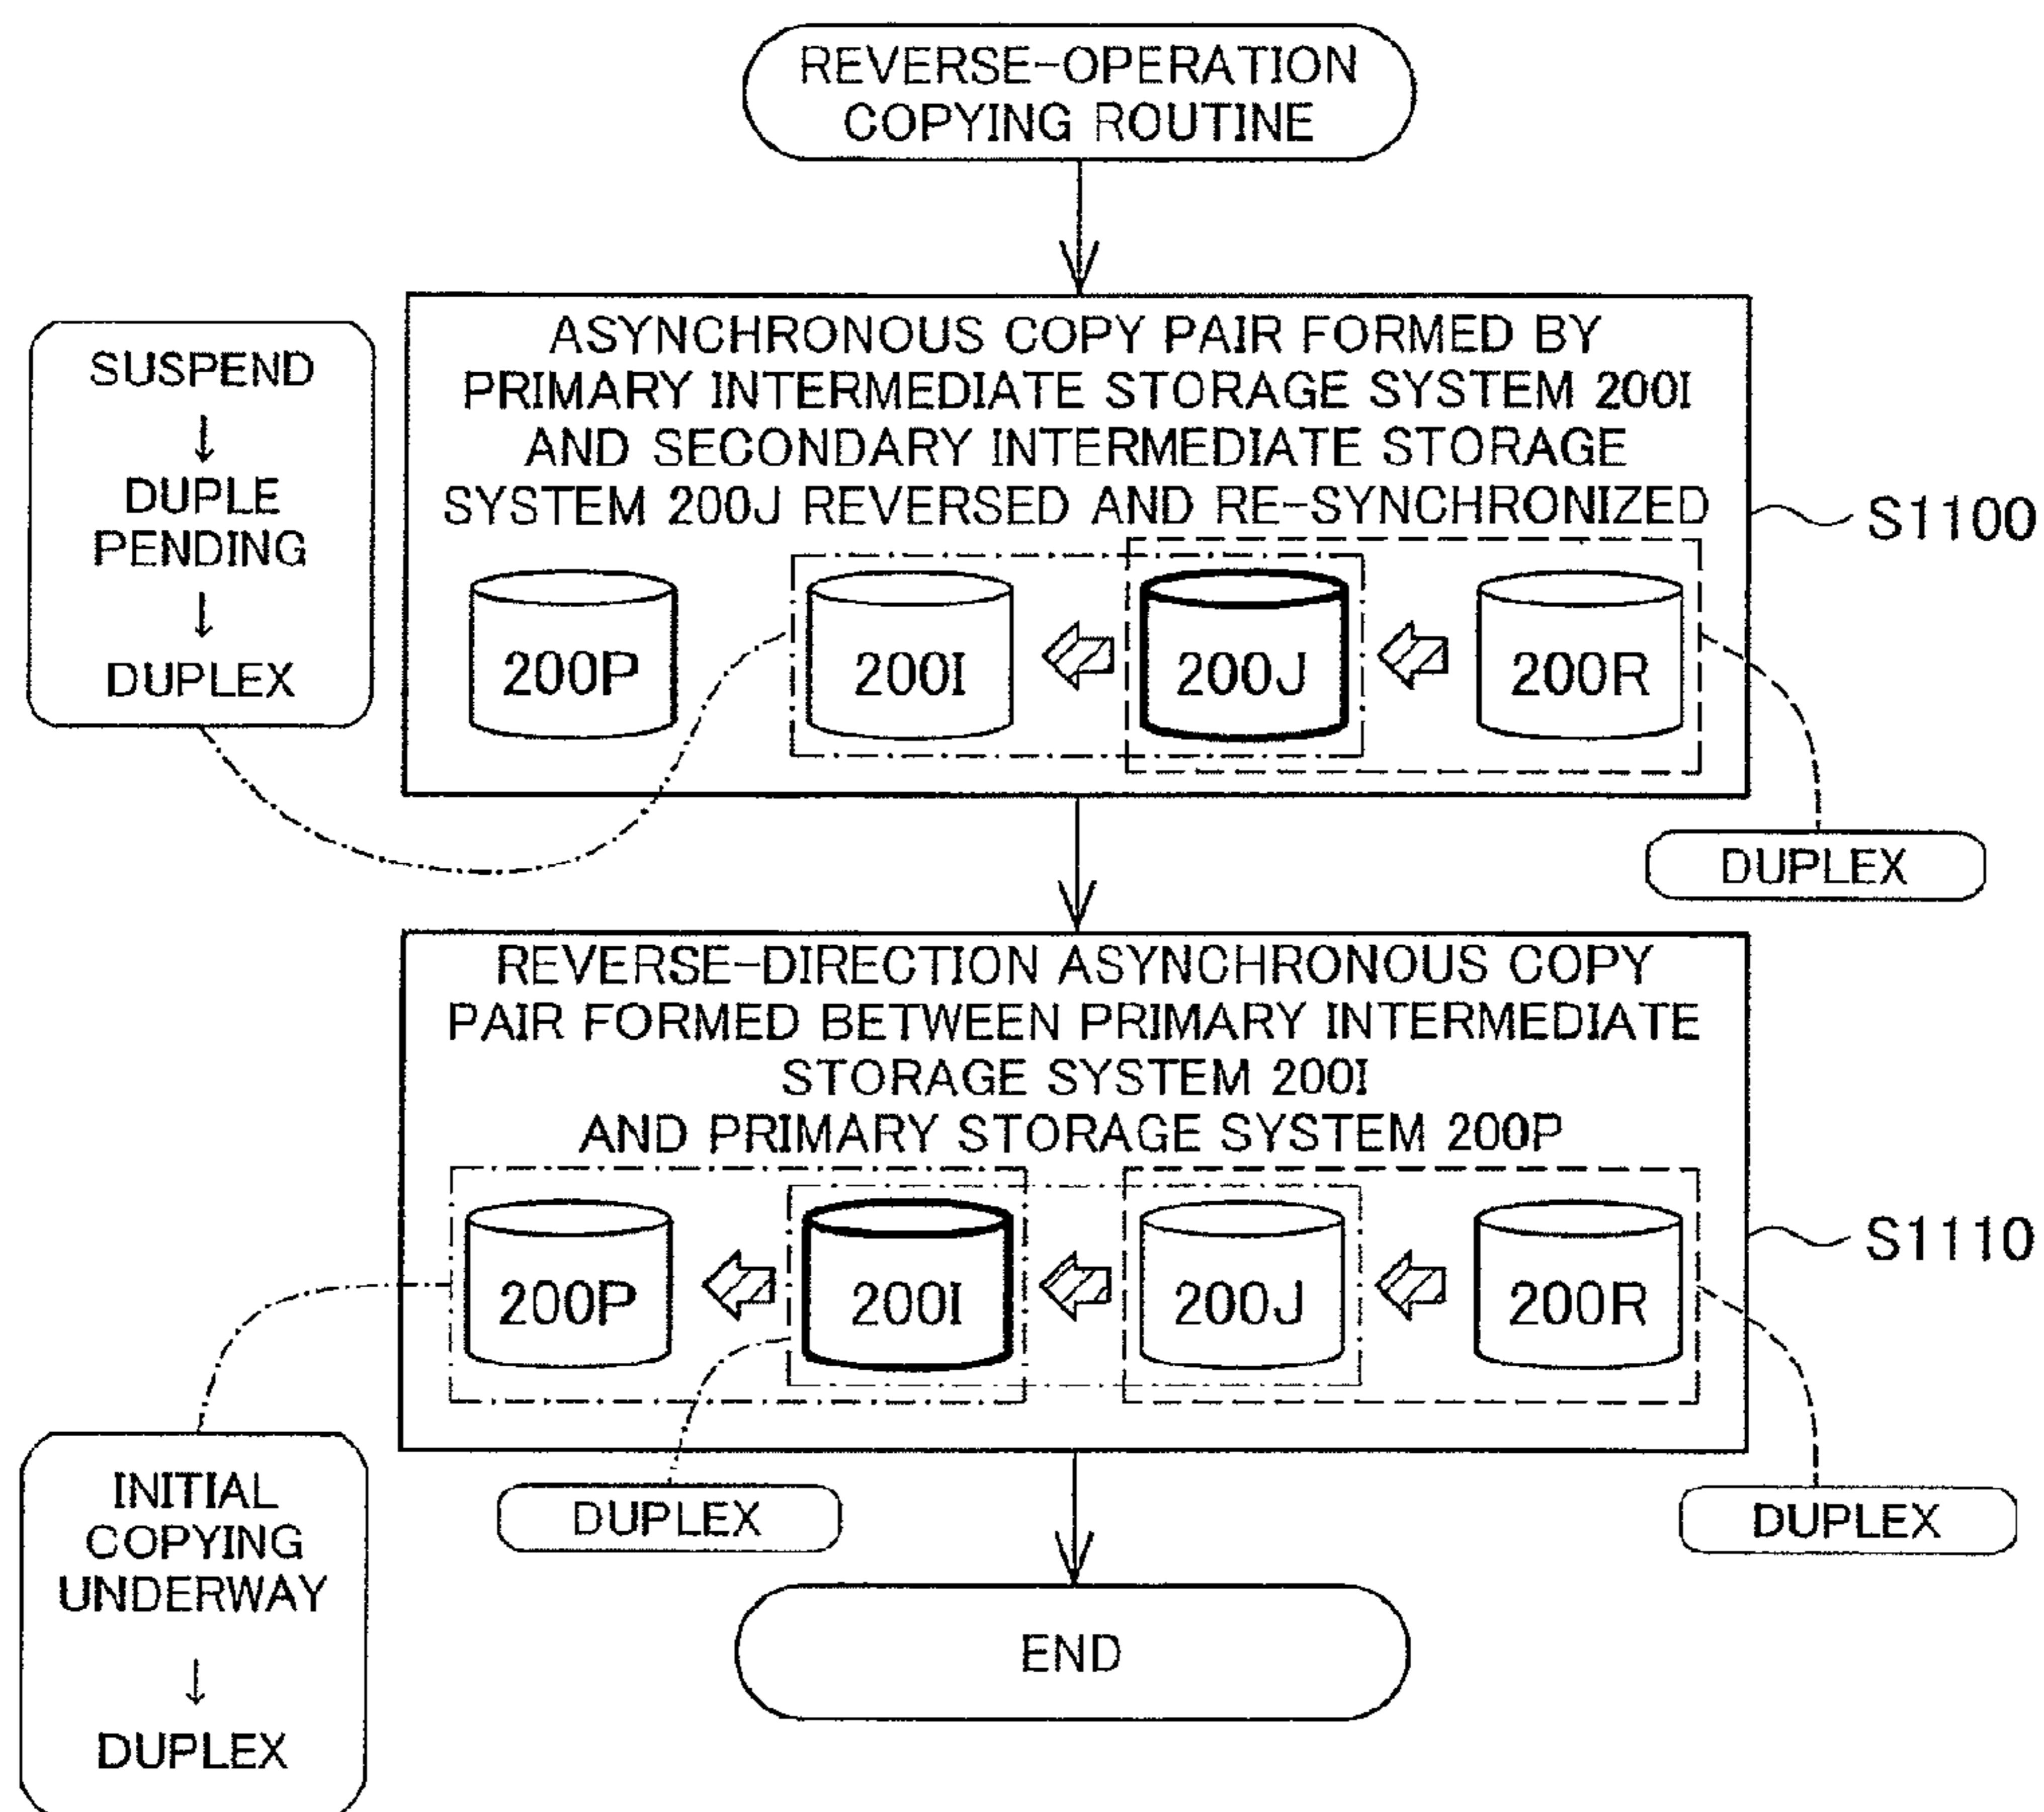 REVERSE-OPERATION
COPYING ROUTINE
ASYNCHRONOUS COPY PAIR FORMED BY
PRIMARY INTERMEDIATE STORAGE SYSTEM 200I
AND SECONDARY INTERMEDIATE STORAGE
SYSTEM 200J REVERSED AND RE-SYNCHRONIZED
S1100
SUSPEND
↓
DUPLE
PENDING
↓
DUPLEX
200P
200I
200J
200R
DUPLEX
REVERSE-DIRECTION ASYNCHRONOUS COPY
PAIR FORMED BETWEEN PRIMARY INTERMEDIATE
STORAGE SYSTEM 200I
AND PRIMARY STORAGE SYSTEM 200P
S1110
200P
200I
200J
200R
INITIAL
COPYING
UNDERWAY
↓
DUPLEX
DUPLEX
DUPLEX
END